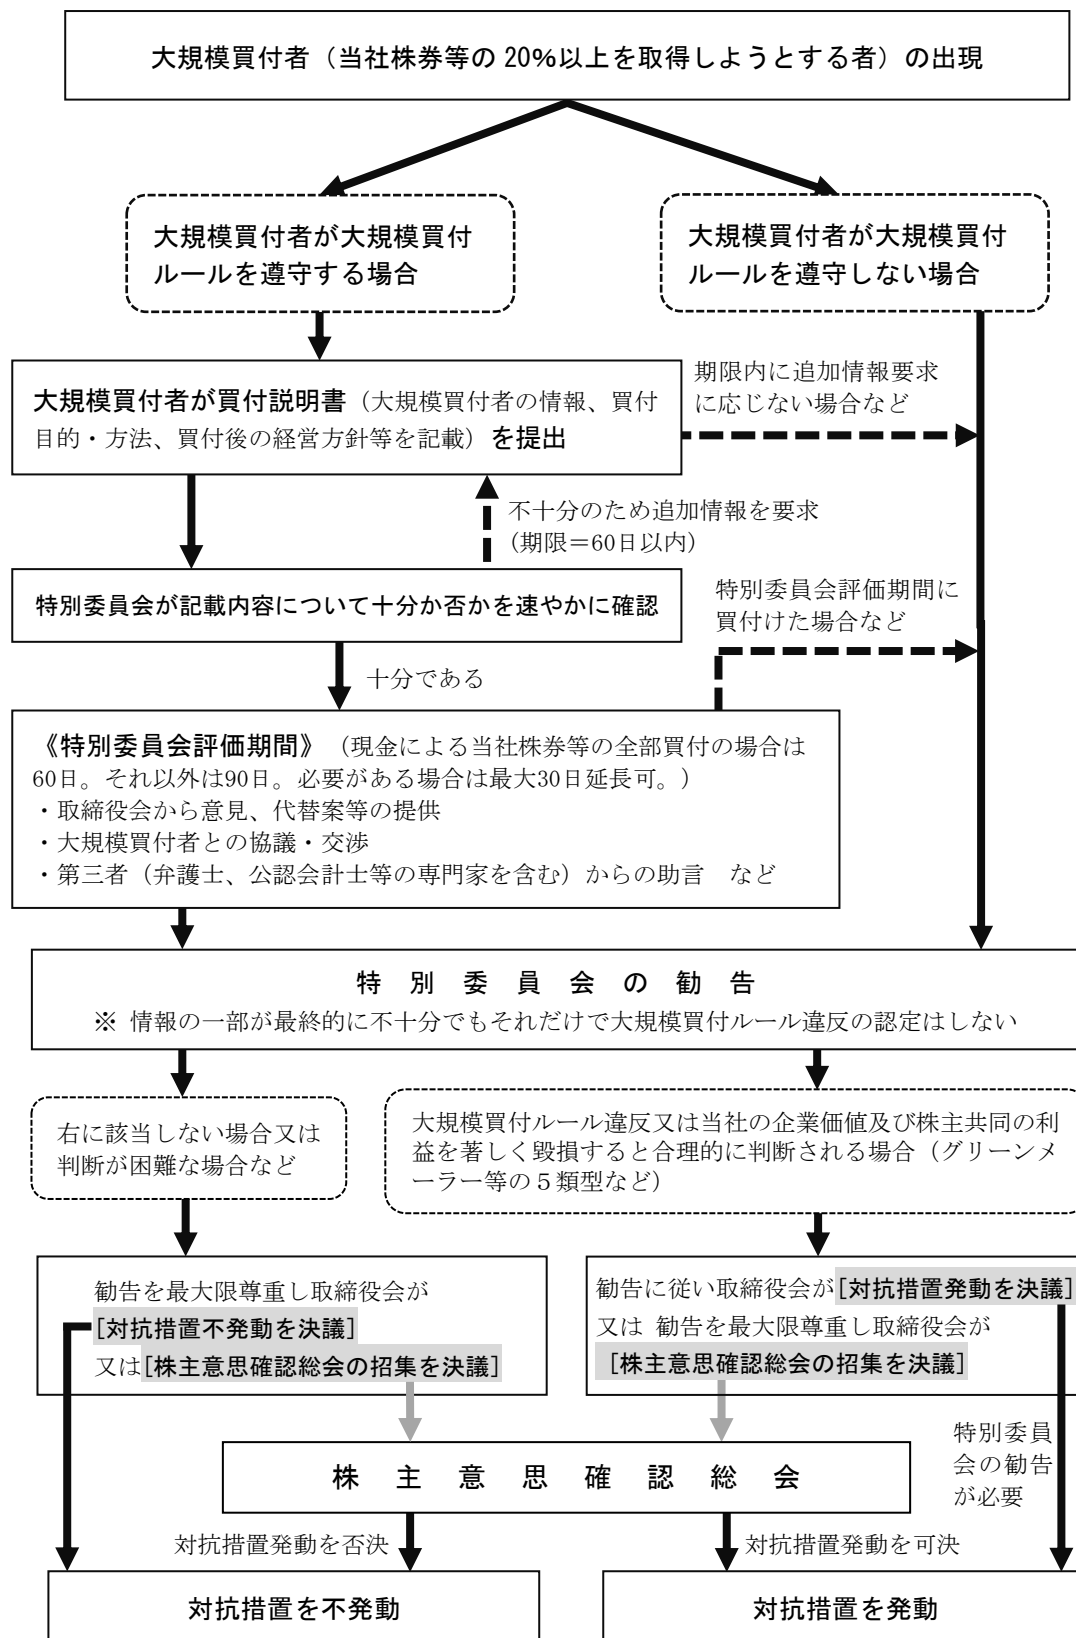 大規模買付者（当社株券等の 20%以上を取得しようとする者）の出現
大規模買付者が大規模買付
ルールを遵守する場合
大規模買付者が大規模買付
ルールを遵守しない場合
大規模買付者が買付説明書（大規模買付者の情報、買付
目的・方法、買付後の経営方針等を記載）を提出
期限内に追加情報要求
に応じない場合など
不十分のため追加情報を要求
(期限＝60日以内)
特別委員会が記載内容について十分か否かを速やかに確認
特別委員会評価期間に
買付けた場合など
十分である
《特別委員会評価期間》（現金による当社株券等の全部買付の場合は
60日。それ以外は90日。必要がある場合は最大30日延長可。）
・取締役会から意見、代替案等の提供
・大規模買付者との協議・交渉
・第三者（弁護士、公認会計士等の専門家を含む）からの助言　など
特 別 委 員 会 の 勧 告
※ 情報の一部が最終的に不十分でもそれだけで大規模買付ルール違反の認定はしない
右に該当しない場合又は
判断が困難な場合など
大規模買付ルール違反又は当社の企業価値及び株主共同の利
益を著しく毀損すると合理的に判断される場合（グリーンメ
ーラー等の５類型など）
勧告を最大限尊重し取締役会が
[対抗措置不発動を決議]
又は[株主意思確認総会の招集を決議]
勧告に従い取締役会が[対抗措置発動を決議]
又は 勧告を最大限尊重し取締役会が
[株主意思確認総会の招集を決議]
特別委員
会の勧告
が必要
株 主 意 思 確 認 総 会
対抗措置発動を否決
対抗措置発動を可決
対抗措置を不発動
対抗措置を発動